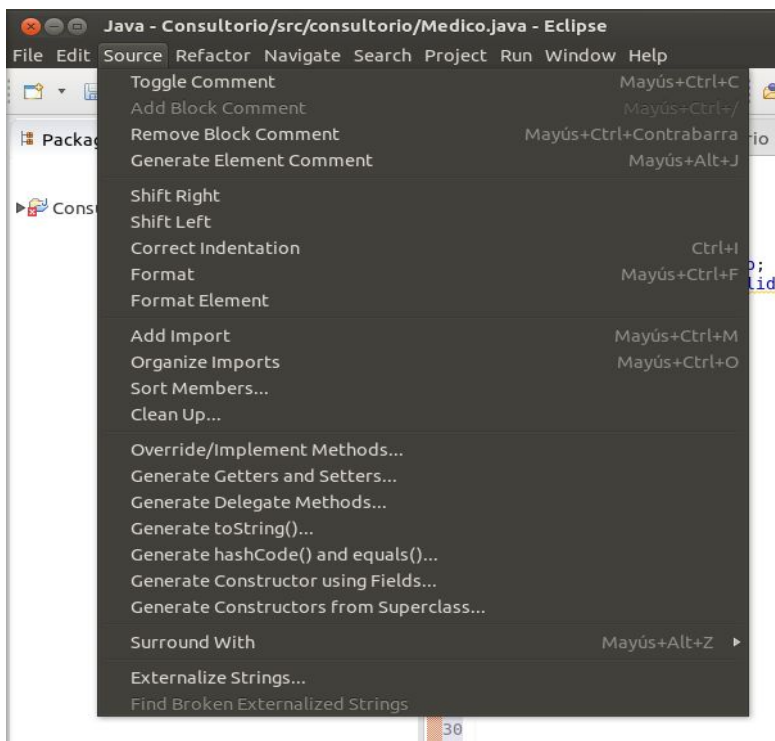 Java - Consultorio/src/consultorio/Medico.java - Eclipse
File Edit Source Refactor Navigate Search Project Run Window Help
Toggle Comment Mayús+Ctrl+C
Add Block Comment Mayús+Ctrl+/
Remove Block Comment Mayús+Ctrl+Contrabarra
Generate Element Comment Mayús+Alt+J
Shift Right
Shift Left
Correct Indentation Ctrl+I
Format Mayús+Ctrl+F
Format Element
Add Import Mayús+Ctrl+M
Organize Imports Mayús+Ctrl+O
Sort Members...
Clean Up...
Override/Implement Methods...
Generate Getters and Setters...
Generate Delegate Methods...
Generate toString()...
Generate hashCode() and equals()...
Generate Constructor using Fields...
Generate Constructors from Superclass...
Surround With Mayús+Alt+Z
Externalize Strings...
Find Broken Externalized Strings
30